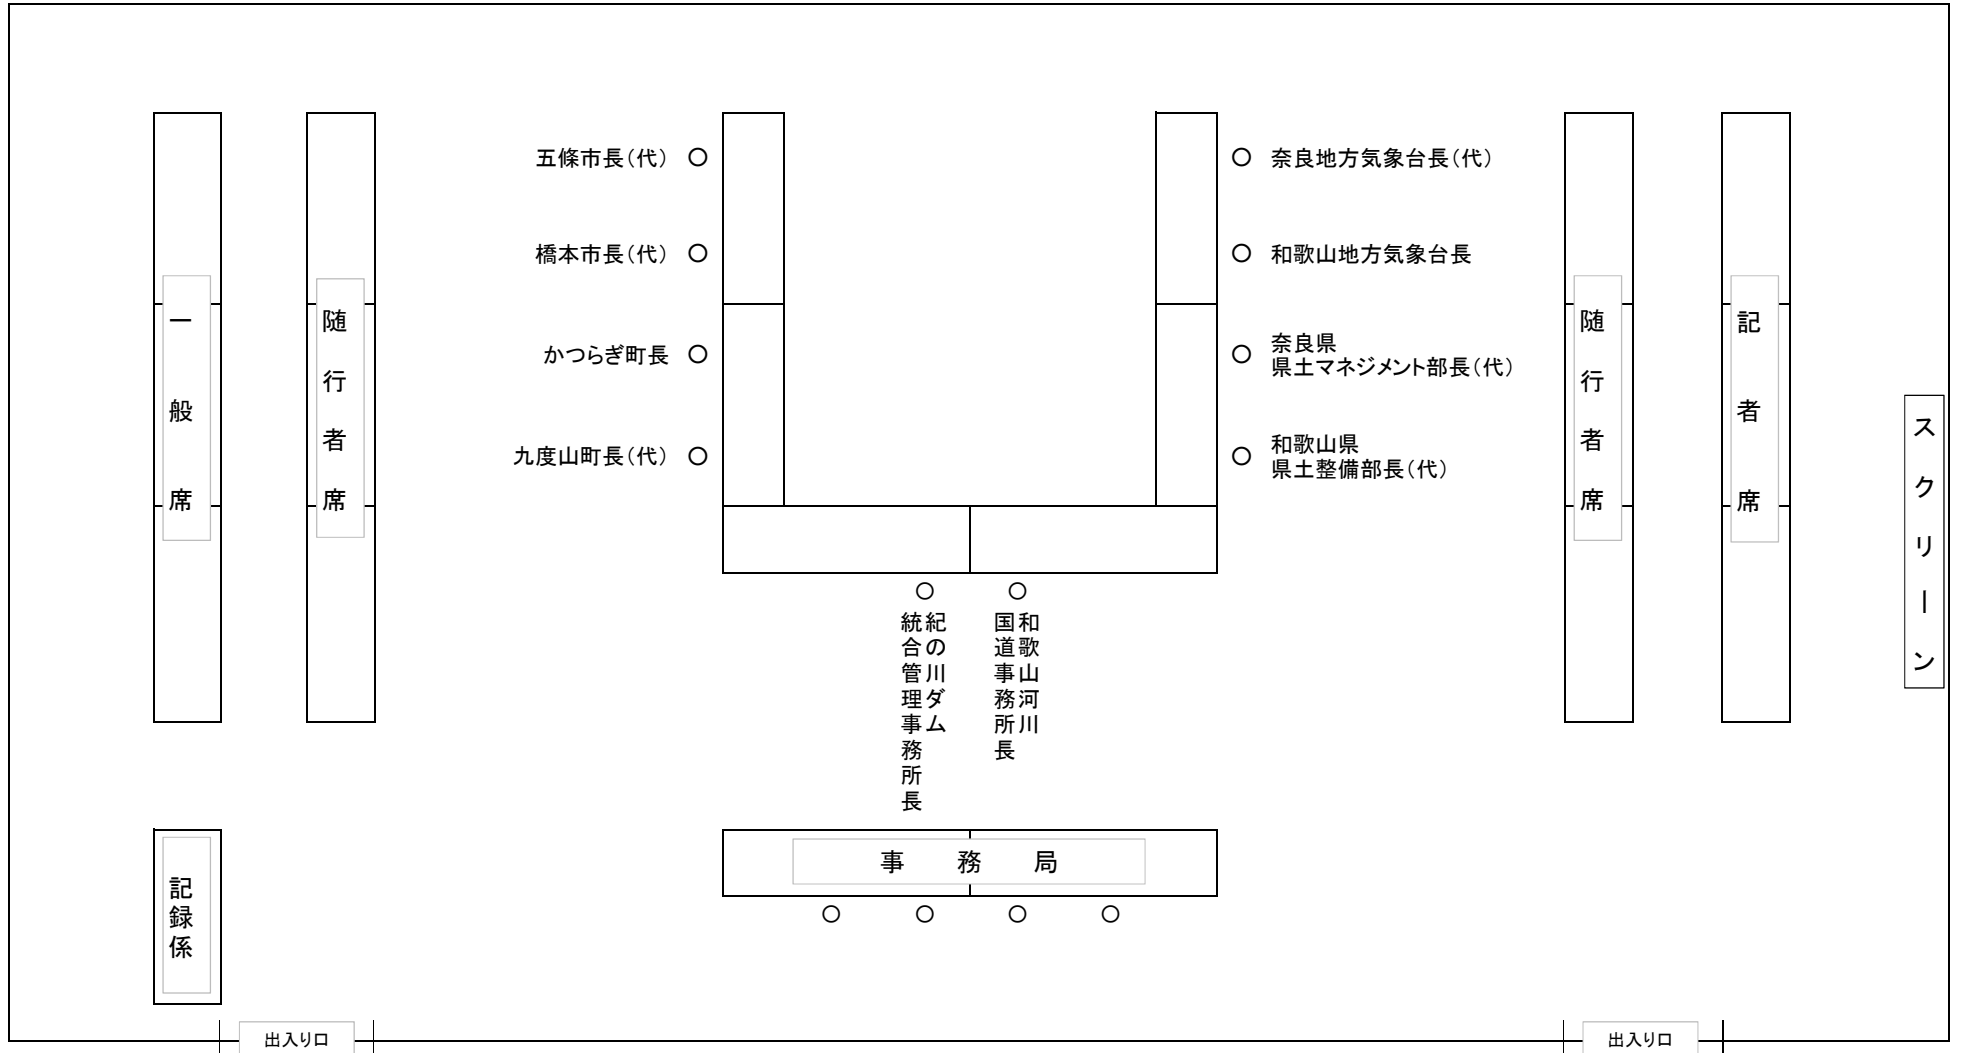 五條市長（代）
橋本市長（代）
かつらぎ町長
九度山町長（代）
奈良地方気象台長（代）
和歌山地方気象台長
奈良県
県土マネジメント部長（代）
和歌山県
県土整備部長（代）
一般席
随行者席
随行者席
記者席
スクリーン
紀の川ダム
統合管理事務所長
和歌山河川
国道事務所長
事務局
記録係
出入り口
出入り口